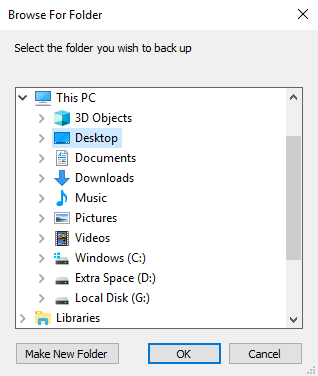 Browse For Folder
Select the folder you wish to back up
This PC
3D Objects
Desktop
Documents
Downloads
Music
Pictures
Videos
Windows (C:)
Extra Space (D:)
Local Disk (G:)
Libraries
Make New Folder OK Cancel